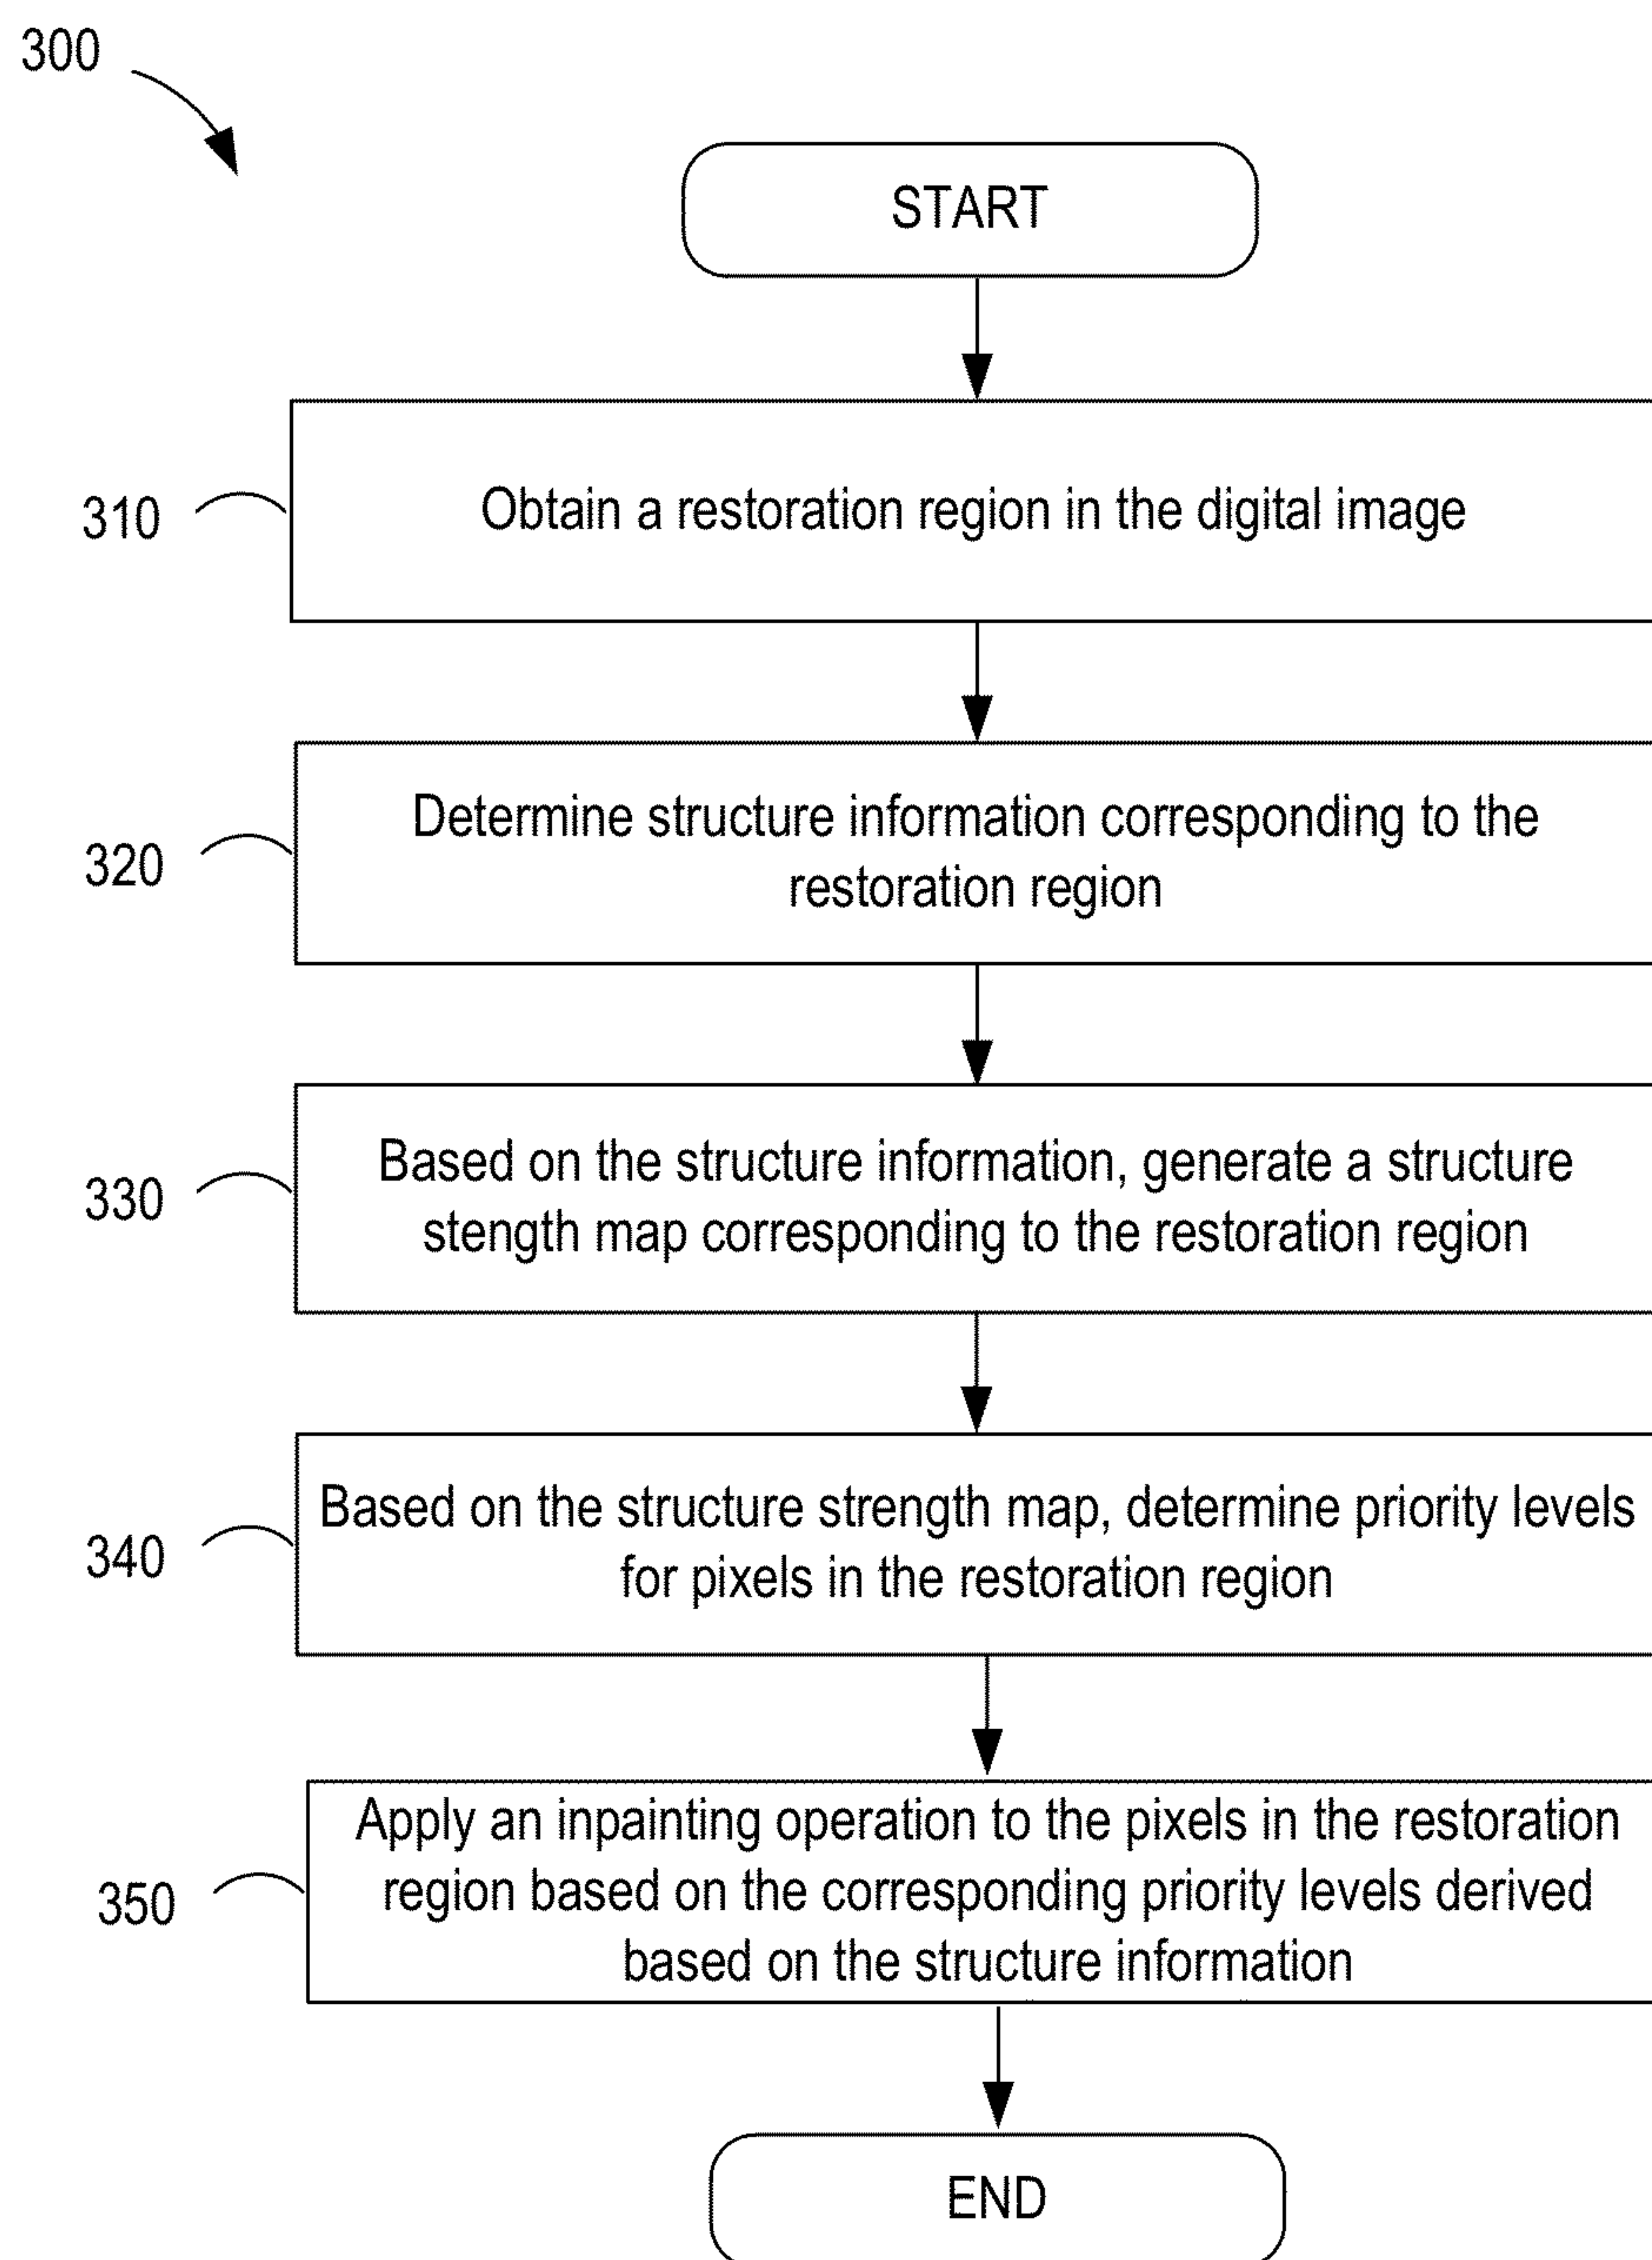 300
START
310
Obtain a restoration region in the digital image
320
Determine structure information corresponding to the
restoration region
330
Based on the structure information, generate a structure
stength map corresponding to the restoration region
340
Based on the structure strength map, determine priority levels
for pixels in the restoration region
350
Apply an inpainting operation to the pixels in the restoration
region based on the corresponding priority levels derived
based on the structure information
END